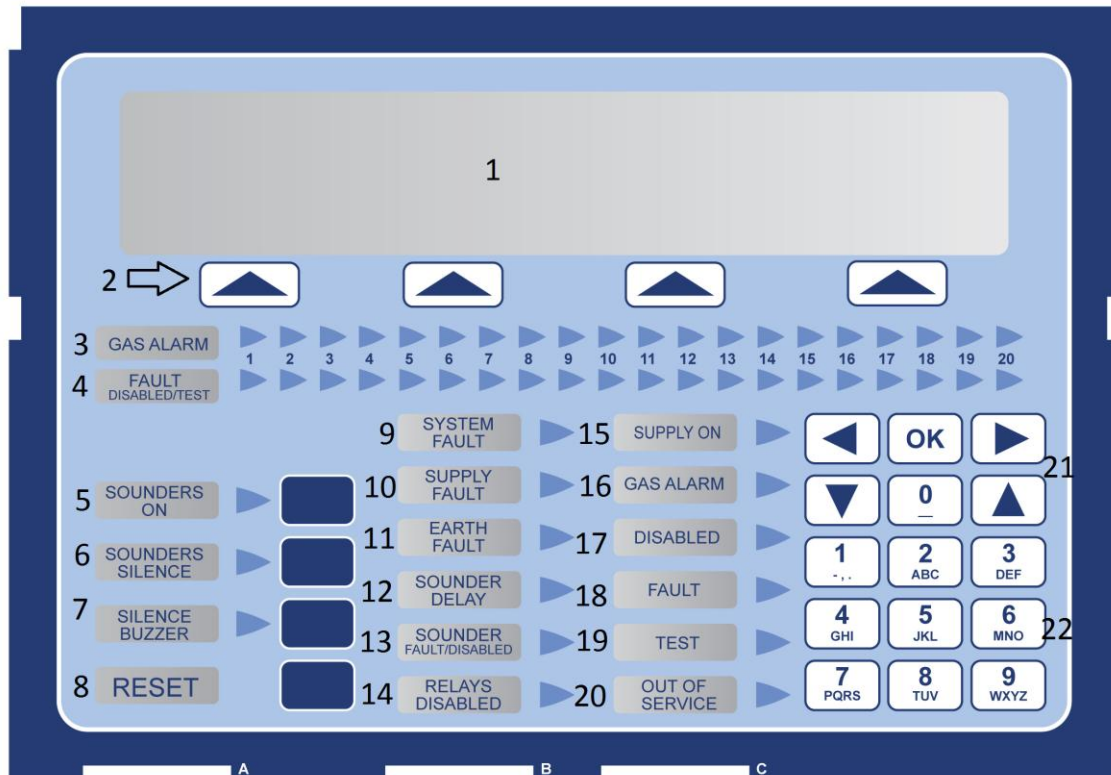 1
2
3 GAS ALARM
1 2 3 4 5 6 7 8 9 10 11 12 13 14 15 16 17 18 19 20
4 FAULT
DISABLED/TEST
5 SOUNDERS
ON
6 SOUNDERS
SILENCE
7 SILENCE
BUZZER
8 RESET
9 SYSTEM
FAULT
10 SUPPLY
FAULT
11 EARTH
FAULT
12 SOUNDER
DELAY
13 SOUNDER
FAULT/DISABLED
14 RELAYS
DISABLED
15 SUPPLY ON
16 GAS ALARM
17 DISABLED
18 FAULT
19 TEST
20 OUT OF
SERVICE
OK
21
0
_
1 2 3
- , . ABC DEF
4 5 6
GHI JKL MNO
22
7 8 9
PQRS TUV WXYZ
A B C